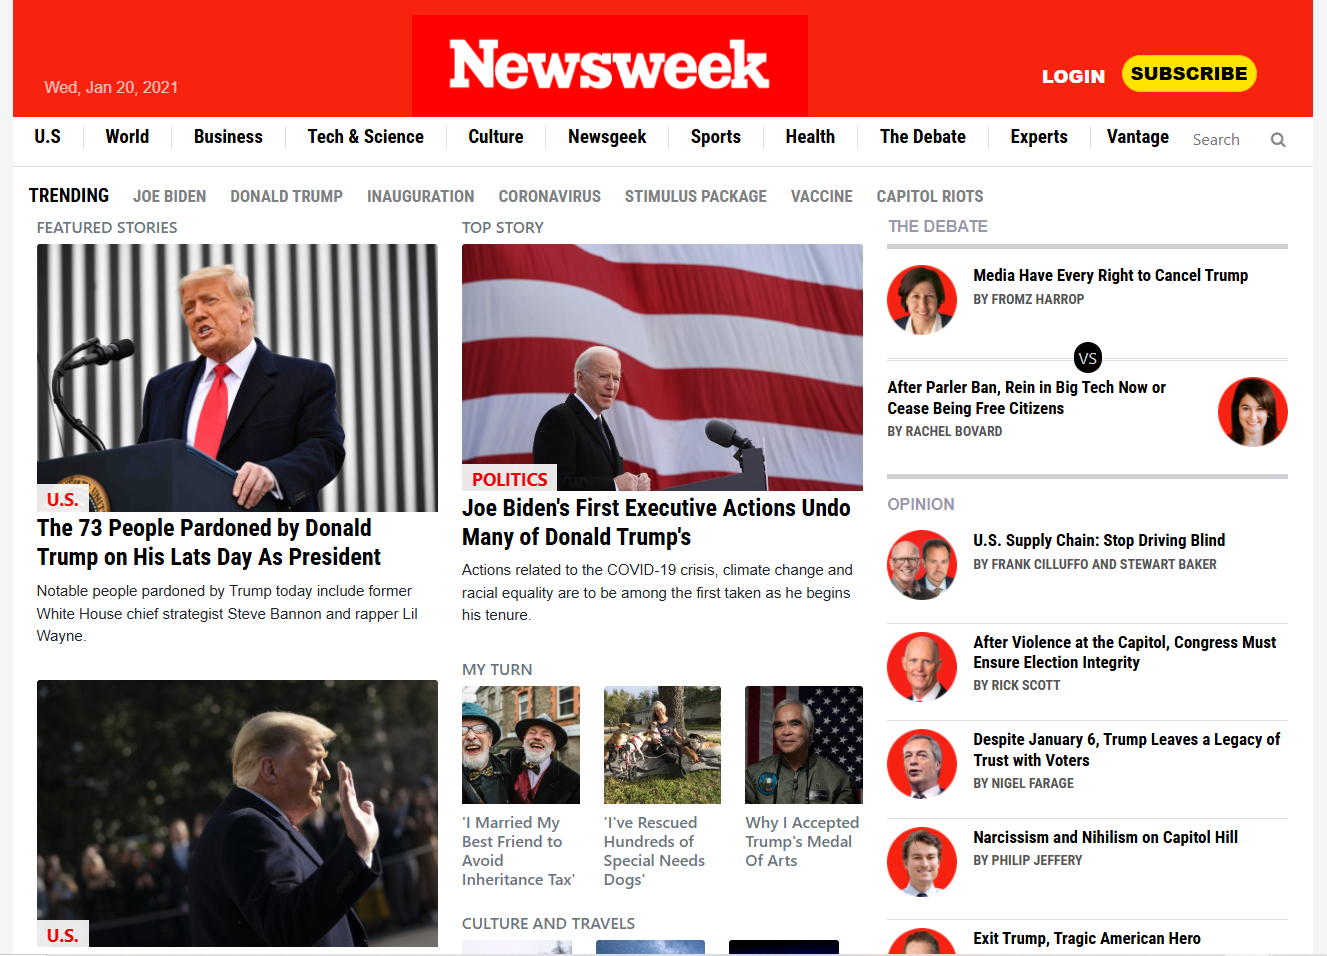 Newsweek
Wed, Jan 20, 2021
LOGIN
SUBSCRIBE
U.S
World
Business
Tech & Science
Culture
Newsgeek
Sports
Health
The Debate
Experts
Vantage
Search
TRENDING
JOE BIDEN
DONALD TRUMP
INAUGURATION
CORONAVIRUS
STIMULUS PACKAGE
VACCINE
CAPITOL RIOTS
FEATURED STORIES
U.S.
The 73 People Pardoned by Donald
Trump on His Lats Day As President
Notable people pardoned by Trump today include former
White House chief strategist Steve Bannon and rapper Lil
Wayne.
U.S.
TOP STORY
POLITICS
Joe Biden's First Executive Actions Undo
Many of Donald Trump's
Actions related to the COVID-19 crisis, climate change and
racial equality are to be among the first taken as he begins
his tenure.
MY TURN
'I Married My
Best Friend to
Avoid
Inheritance Tax'
'I've Rescued
Hundreds of
Special Needs
Dogs'
Why I Accepted
Trump's Medal
Of Arts
CULTURE AND TRAVELS
THE DEBATE
Media Have Every Right to Cancel Trump
BY FROMZ HARROP
VS
After Parler Ban, Rein in Big Tech Now or
Cease Being Free Citizens
BY RACHEL BOVARD
OPINION
U.S. Supply Chain: Stop Driving Blind
BY FRANK CILLUFFO AND STEWART BAKER
After Violence at the Capitol, Congress Must
Ensure Election Integrity
BY RICK SCOTT
Despite January 6, Trump Leaves a Legacy of
Trust with Voters
BY NIGEL FARAGE
Narcissism and Nihilism on Capitol Hill
BY PHILIP JEFFERY
Exit Trump, Tragic American Hero